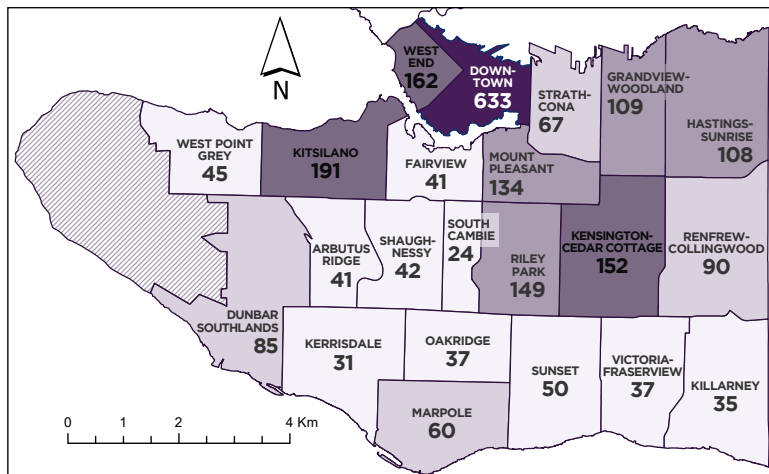 WEST
END
162
DOWN-
TOWN
633
STRATH-
CONA
67
GRANDVIEW-
WOODLAND
109
HASTINGS-
SUNRISE
108
N
WEST POINT
GREY
45
KITSILANO
191
FAIRVIEW
41
MOUNT
PLEASANT
134
ARBUTUS
RIDGE
41
SHAUGH-
NESSY
42
SOUTH
CAMBIE
24
RILEY
PARK
149
KENSINGTON-
CEDAR COTTAGE
152
RENFREW-
COLLINGWOOD
90
DUNBAR
SOUTHLANDS
85
KERRISDALE
31
OAKRIDGE
37
SUNSET
50
VICTORIA-
FRASERVIEW
37
KILLARNEY
35
MARPOLE
60
0 1 2 4 Km